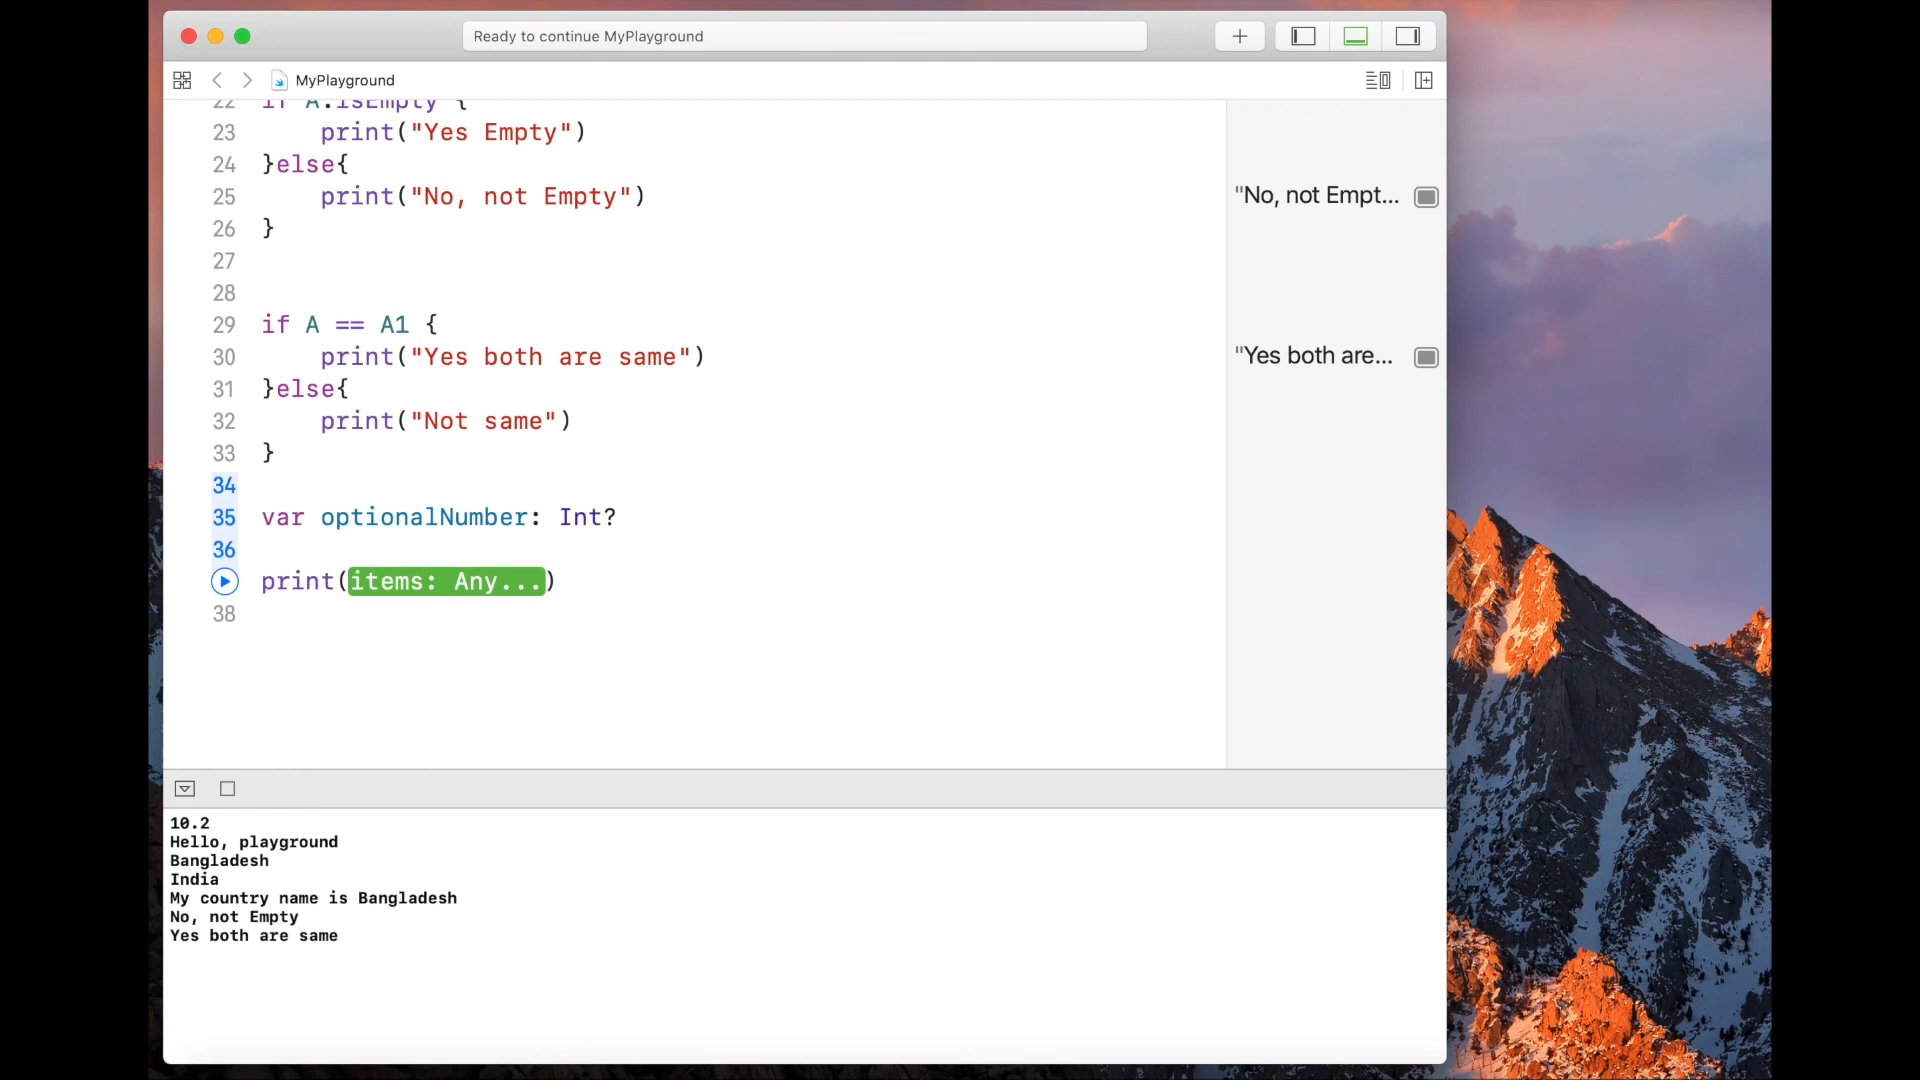 Ready to continue MyPlayground
MyPlayground
22 if A.isEmpty {
23 print("Yes Empty")
24 }else{
25 print("No, not Empty")
"No, not Empt...
26 }
27
28
29 if A == A1 {
30 print("Yes both are same")
"Yes both are...
31 }else{
32 print("Not same")
33 }
34
35 var optionalNumber: Int?
36
print(items: Any...)
38
10.2
Hello, playground
Bangladesh
India
My country name is Bangladesh
No, not Empty
Yes both are same